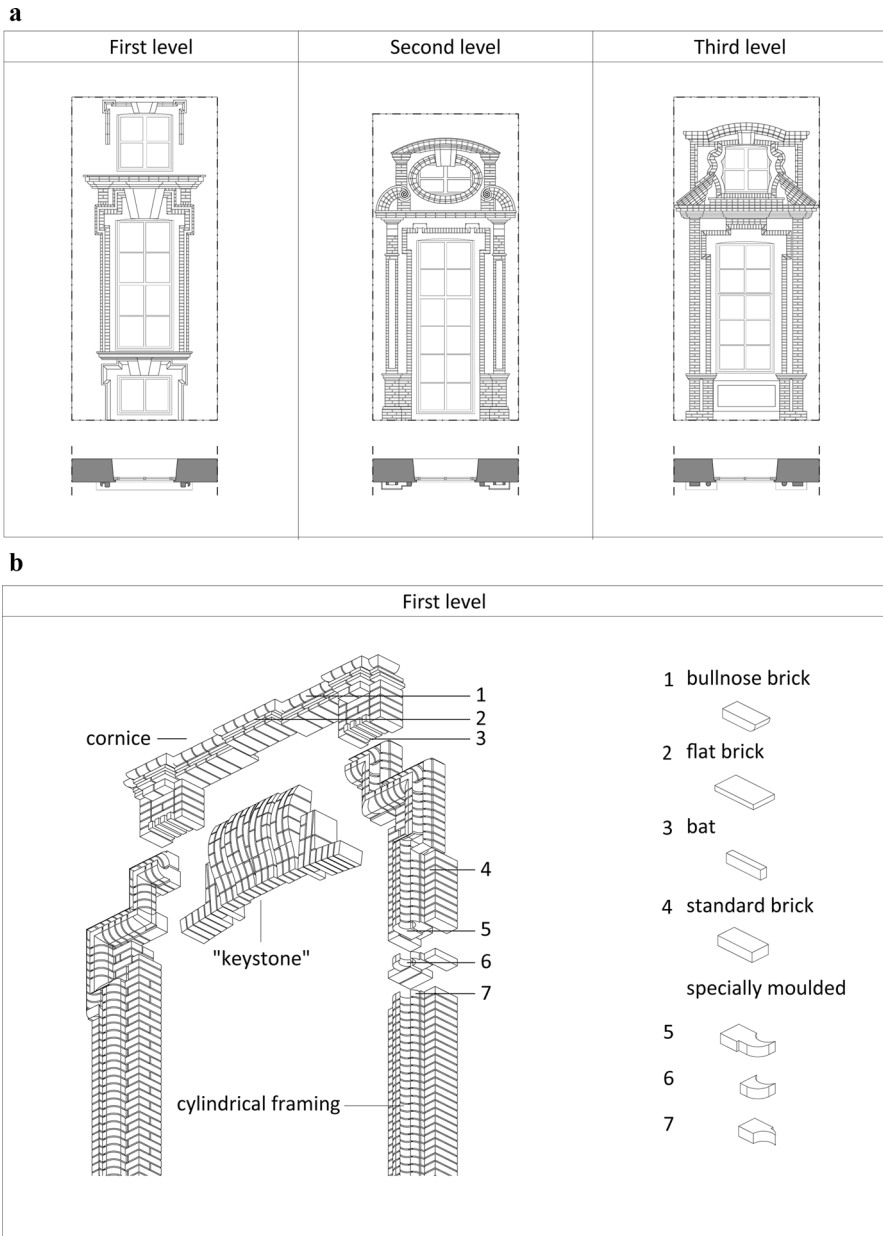 a
First level
Second level
Third level
b
First level
cornice
1
2
3
4
5
6
7
"keystone"
cylindrical framing
1 bullnose brick
2 flat brick
3 bat
4 standard brick
specially moulded
5
6
7